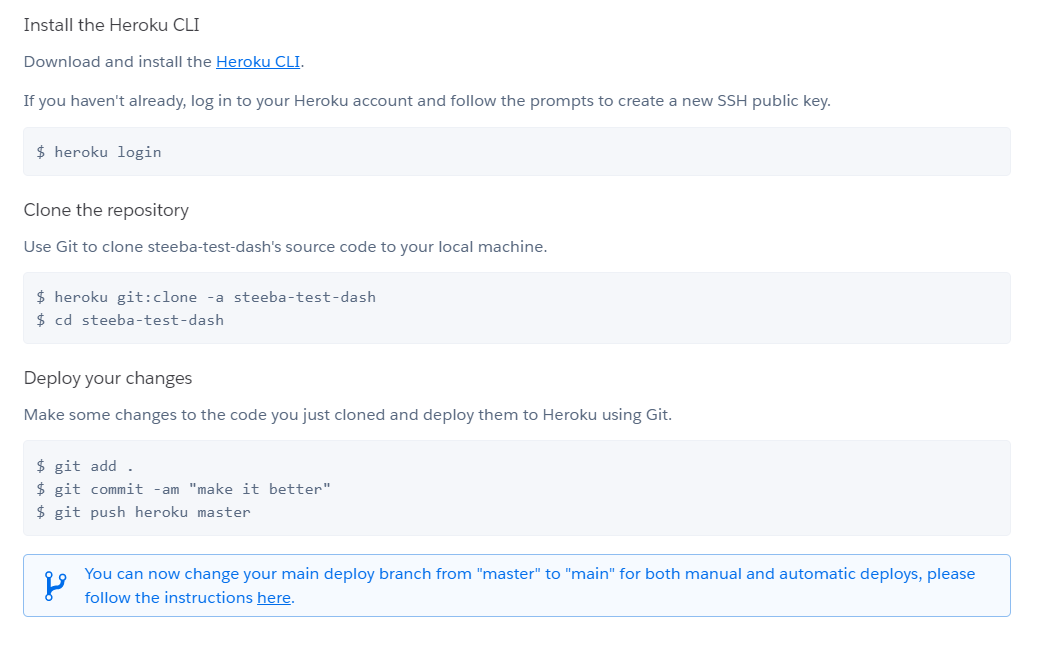 Install the Heroku CLI
Download and install the Heroku CLI.
If you haven't already, log in to your Heroku account and follow the prompts to create a new SSH public key.
$ heroku login
Clone the repository
Use Git to clone steeba-test-dash's source code to your local machine.
$ heroku git:clone -a steeba-test-dash
$ cd steeba-test-dash
Deploy your changes
Make some changes to the code you just cloned and deploy them to Heroku using Git.
$ git add .
$ git commit -am "make it better"
$ git push heroku master
You can now change your main deploy branch from "master" to "main" for both manual and automatic deploys, please
follow the instructions here.